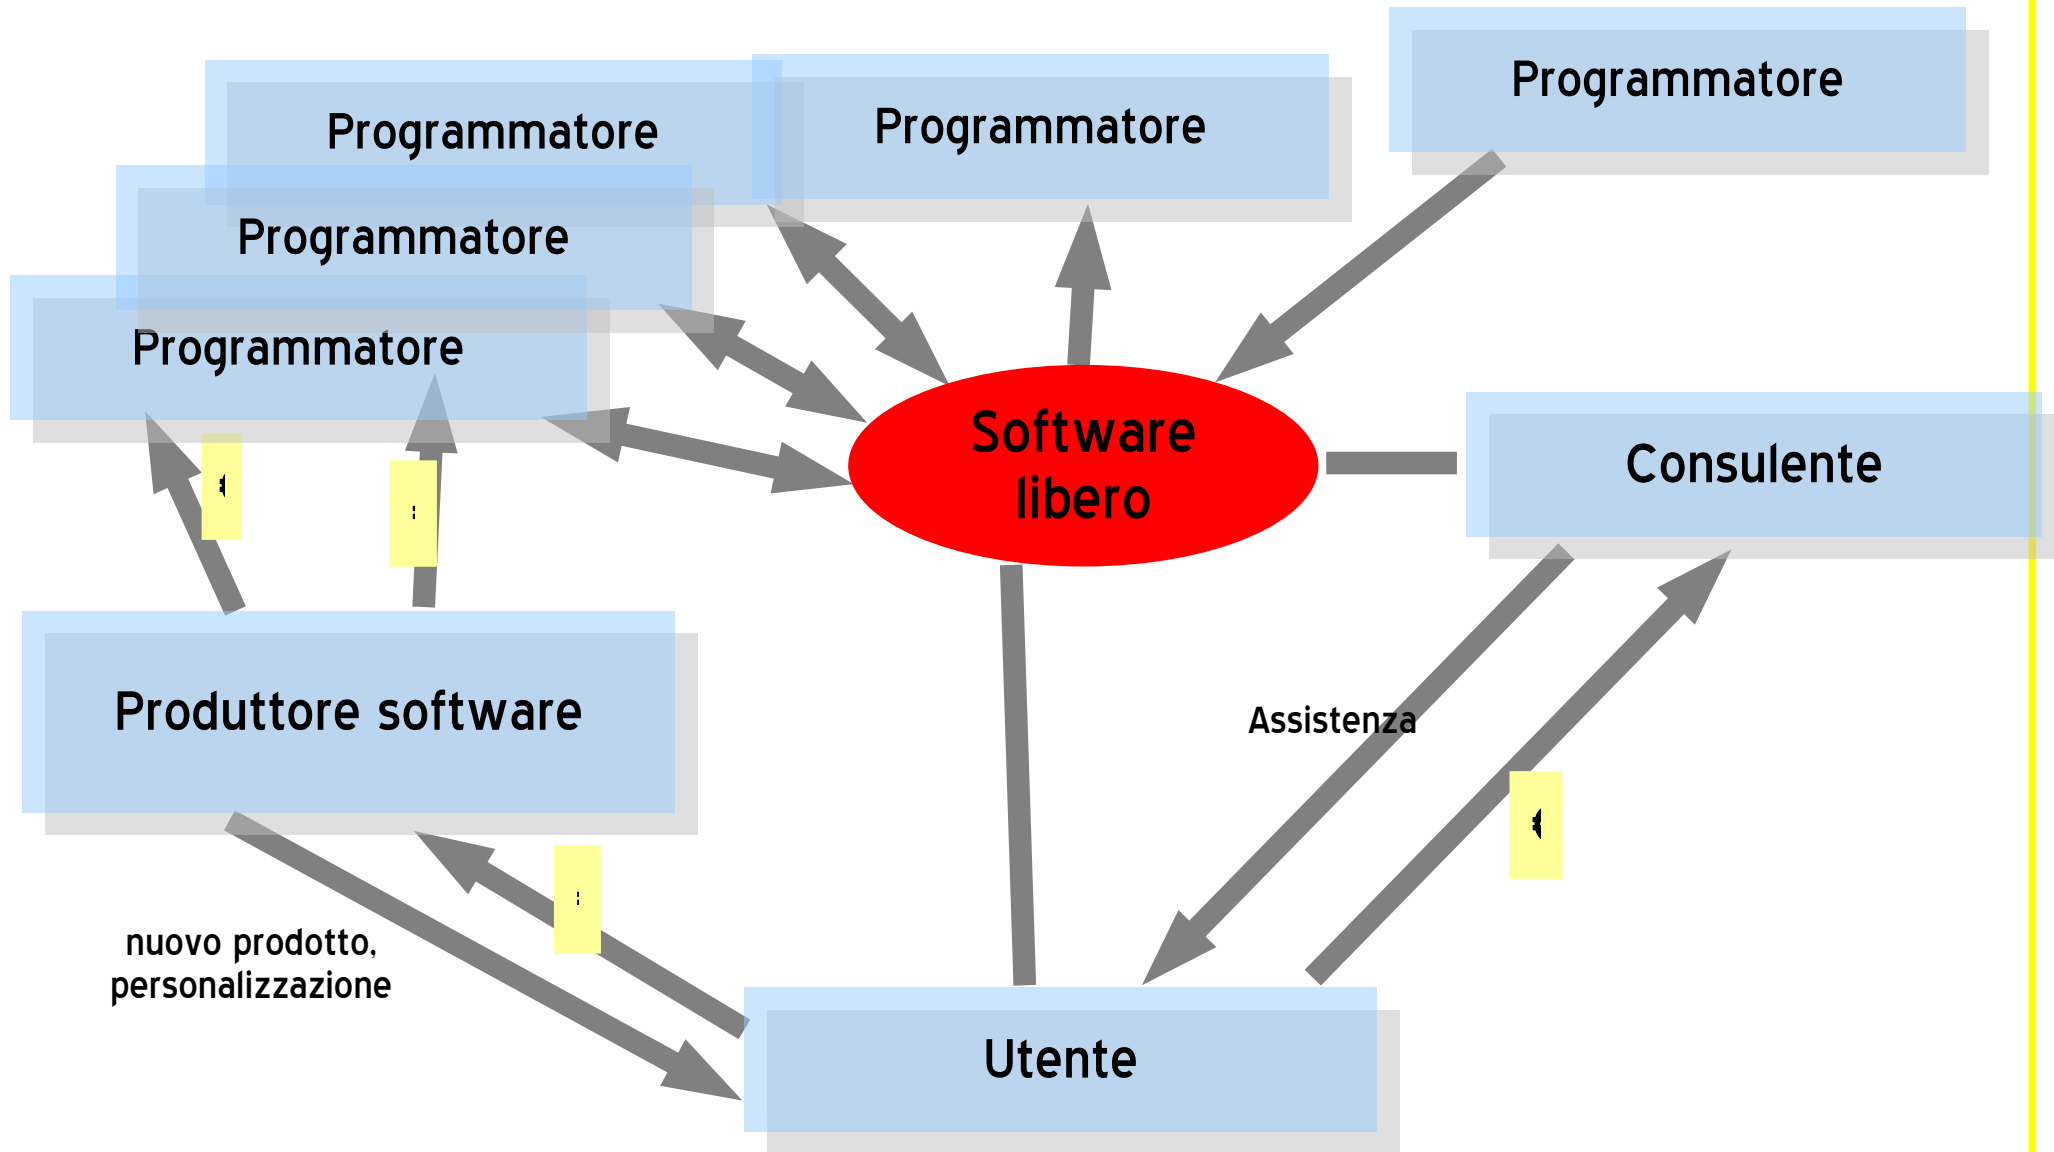 Programmatore
Programmatore
Programmatore
Programmatore
Programmatore
Software
libero
Consulente
Produttore software
Assistenza
nuovo prodotto,
personalizzazione
Utente